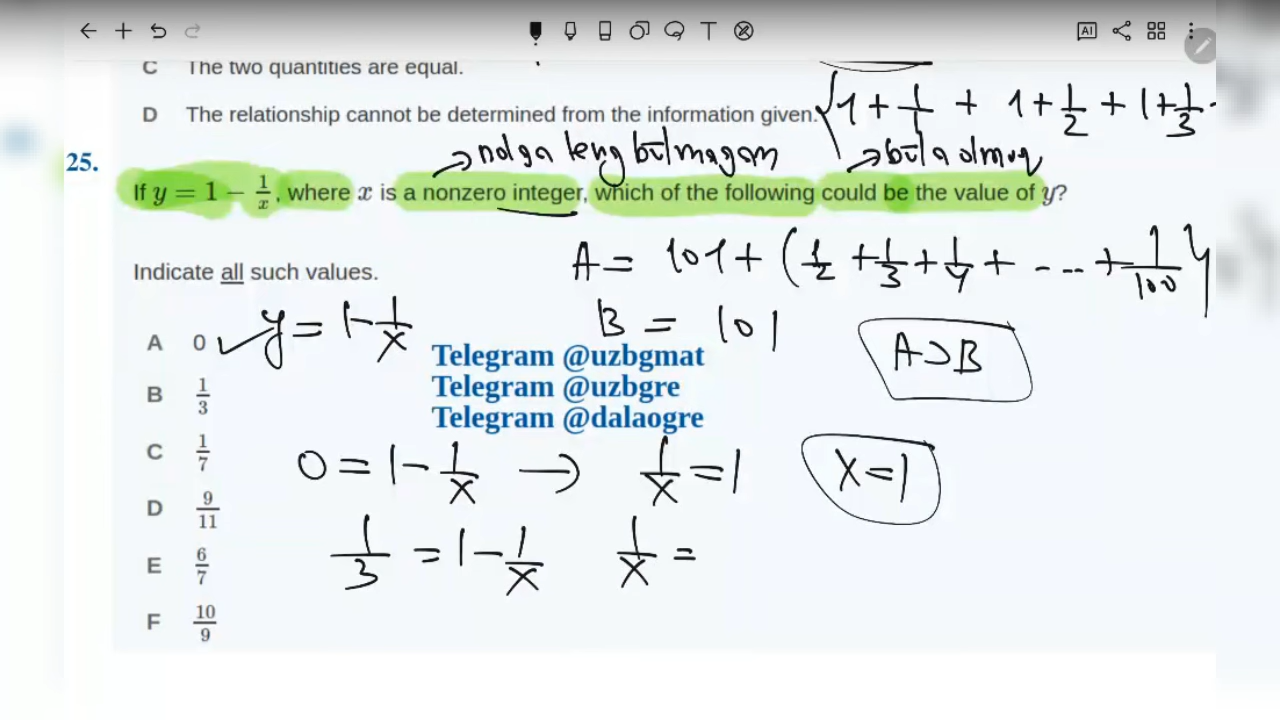 AI
C The two quantities are equal.
D The relationship cannot be determined from the information given.
√1 + 1/1 + 1 + 1/2 + 1 + 1/3
→ nolga teng bo'lmagan
→ bo'la olmoq
25.
If y = 1 − 1/x, where x is a nonzero integer, which of the following could be the value of y?
A = 101 + (1/2 + 1/3 + 1/4 + ... + 1/100)
Indicate all such values.
B = 101
A 0 ✓ y = 1 − 1/x
A>B
Telegram @uzbgmat
Telegram @uzbgre
Telegram @dalaogre
B 1/3
C 1/7 0 = 1 − 1/x → 1/x = 1 x = 1
D 9/11
E 6/7 1/3 = 1 − 1/x 1/x =
F 10/9